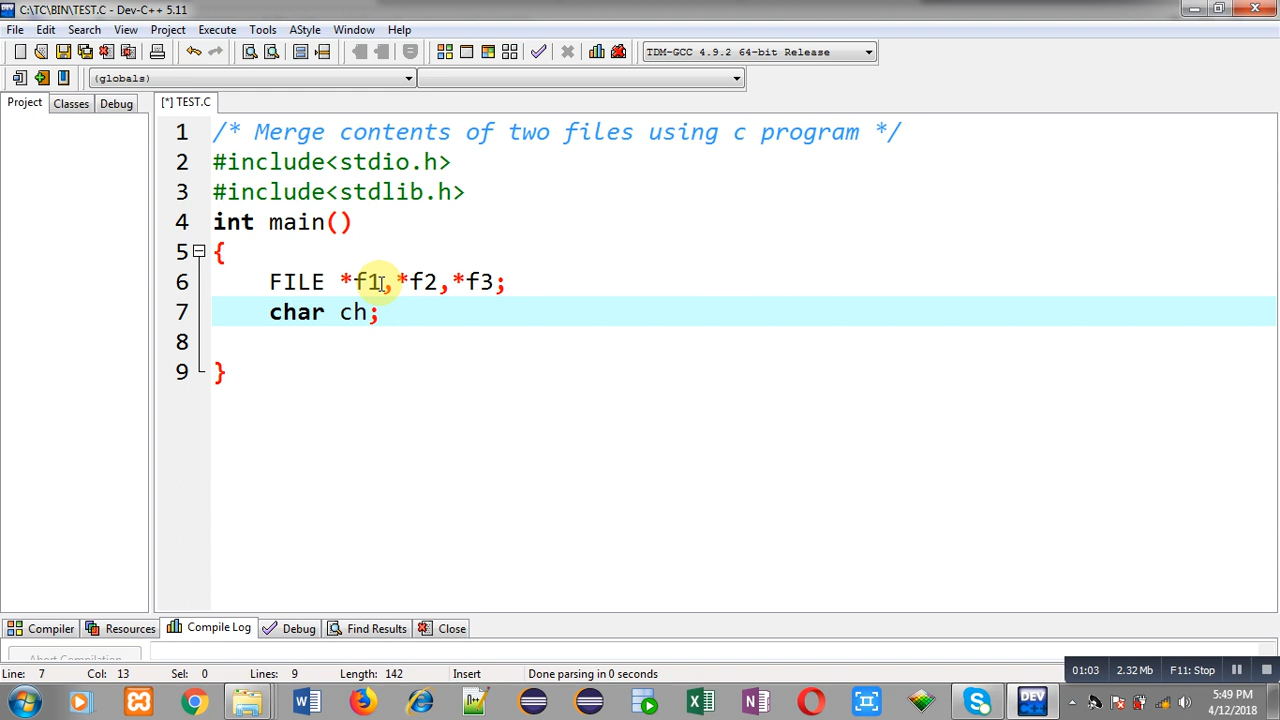 C:\TC\BIN\TEST.C - Dev-C++ 5.11
File Edit Search View Project Execute Tools AStyle Window Help
TDM-GCC 4.9.2 64-bit Release
(globals)
Project Classes Debug [*] TEST.C
1 /* Merge contents of two files using c program */
2 #include<stdio.h>
3 #include<stdlib.h>
4 int main()
5 {
6 FILE *f1,*f2,*f3;
7 char ch;
8
9 }
Compiler Resources Compile Log Debug Find Results Close
Abort Compilation
Line: 7 Col: 13 Sel: 0 Lines: 9 Length: 142 Insert Done parsing in 0 seconds
01:03 2.32 Mb F11: Stop
5:49 PM
4/12/2018